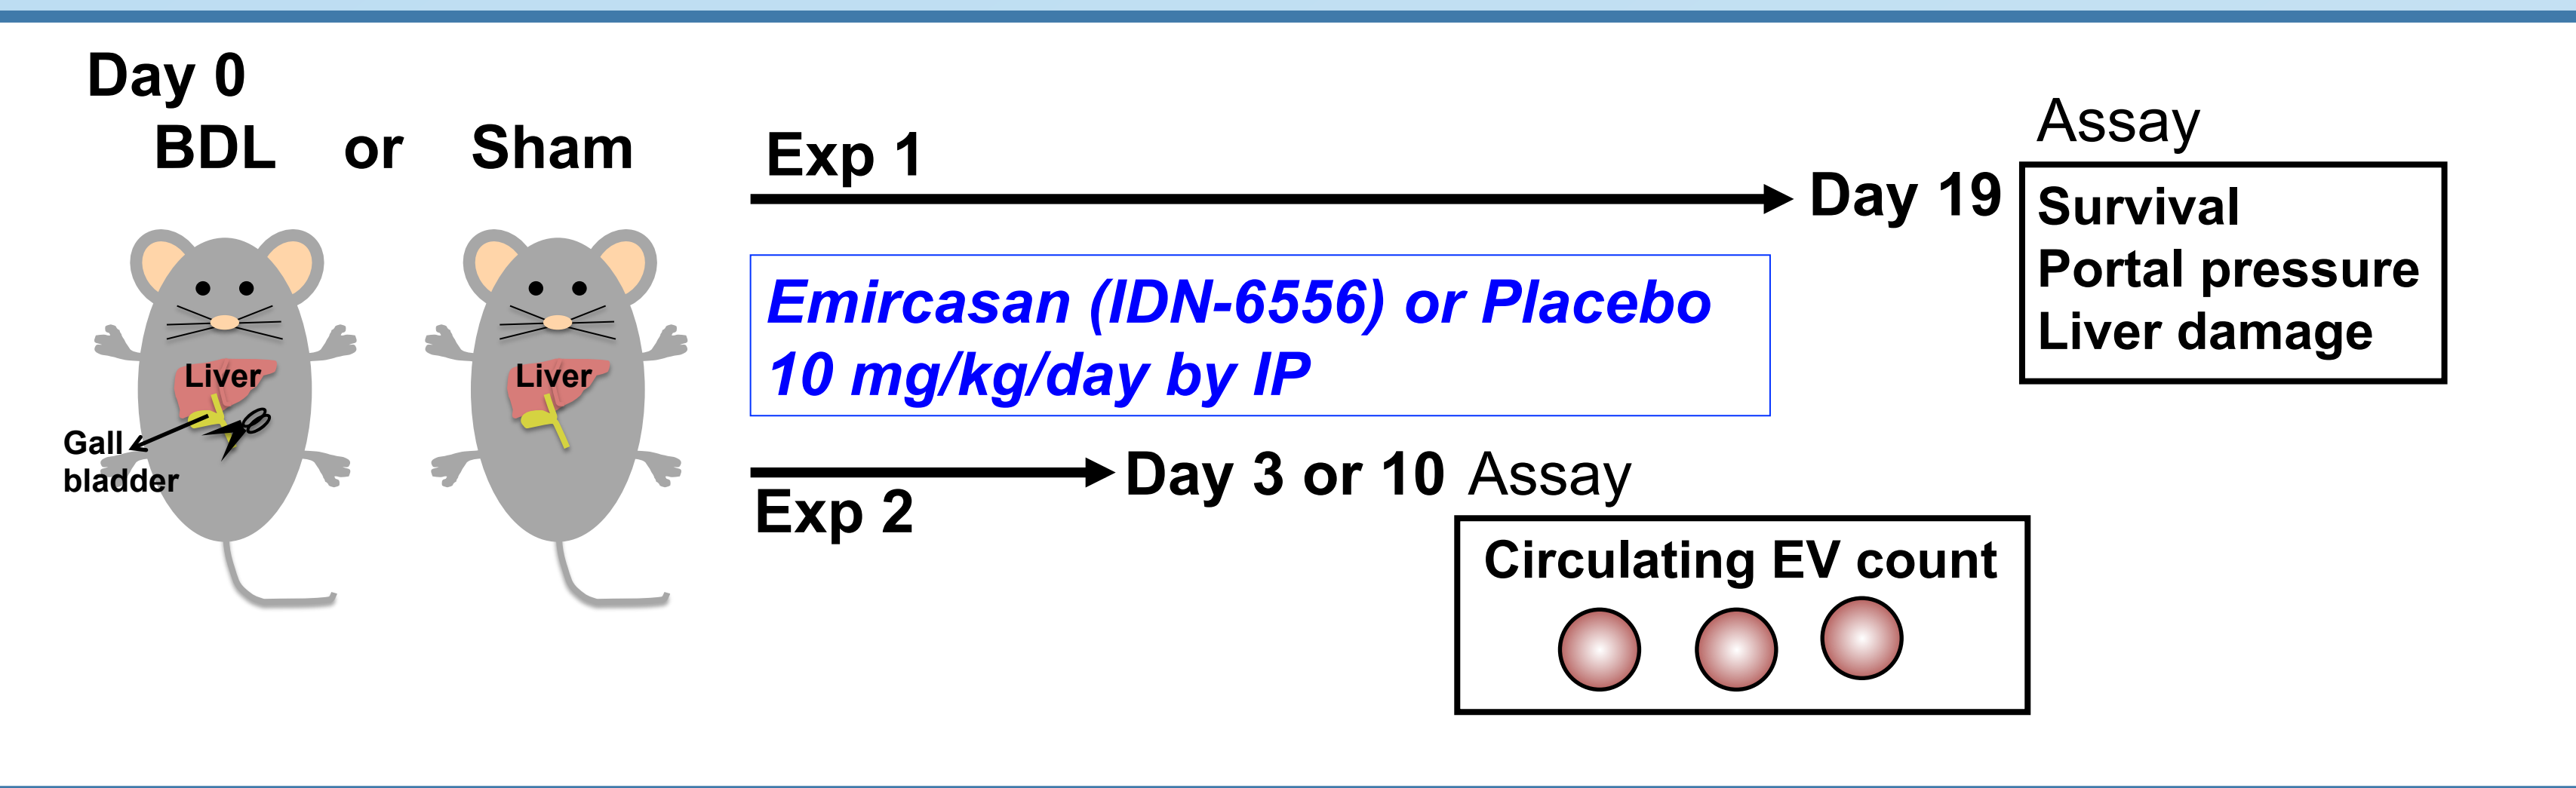 Day 0
BDL or Sham
Liver
Gall
bladder
Liver
Exp 1
Day 19
Assay
Survival
Portal pressure
Liver damage
Emircasan (IDN-6556) or Placebo
10 mg/kg/day by IP
Exp 2
Day 3 or 10 Assay
Circulating EV count